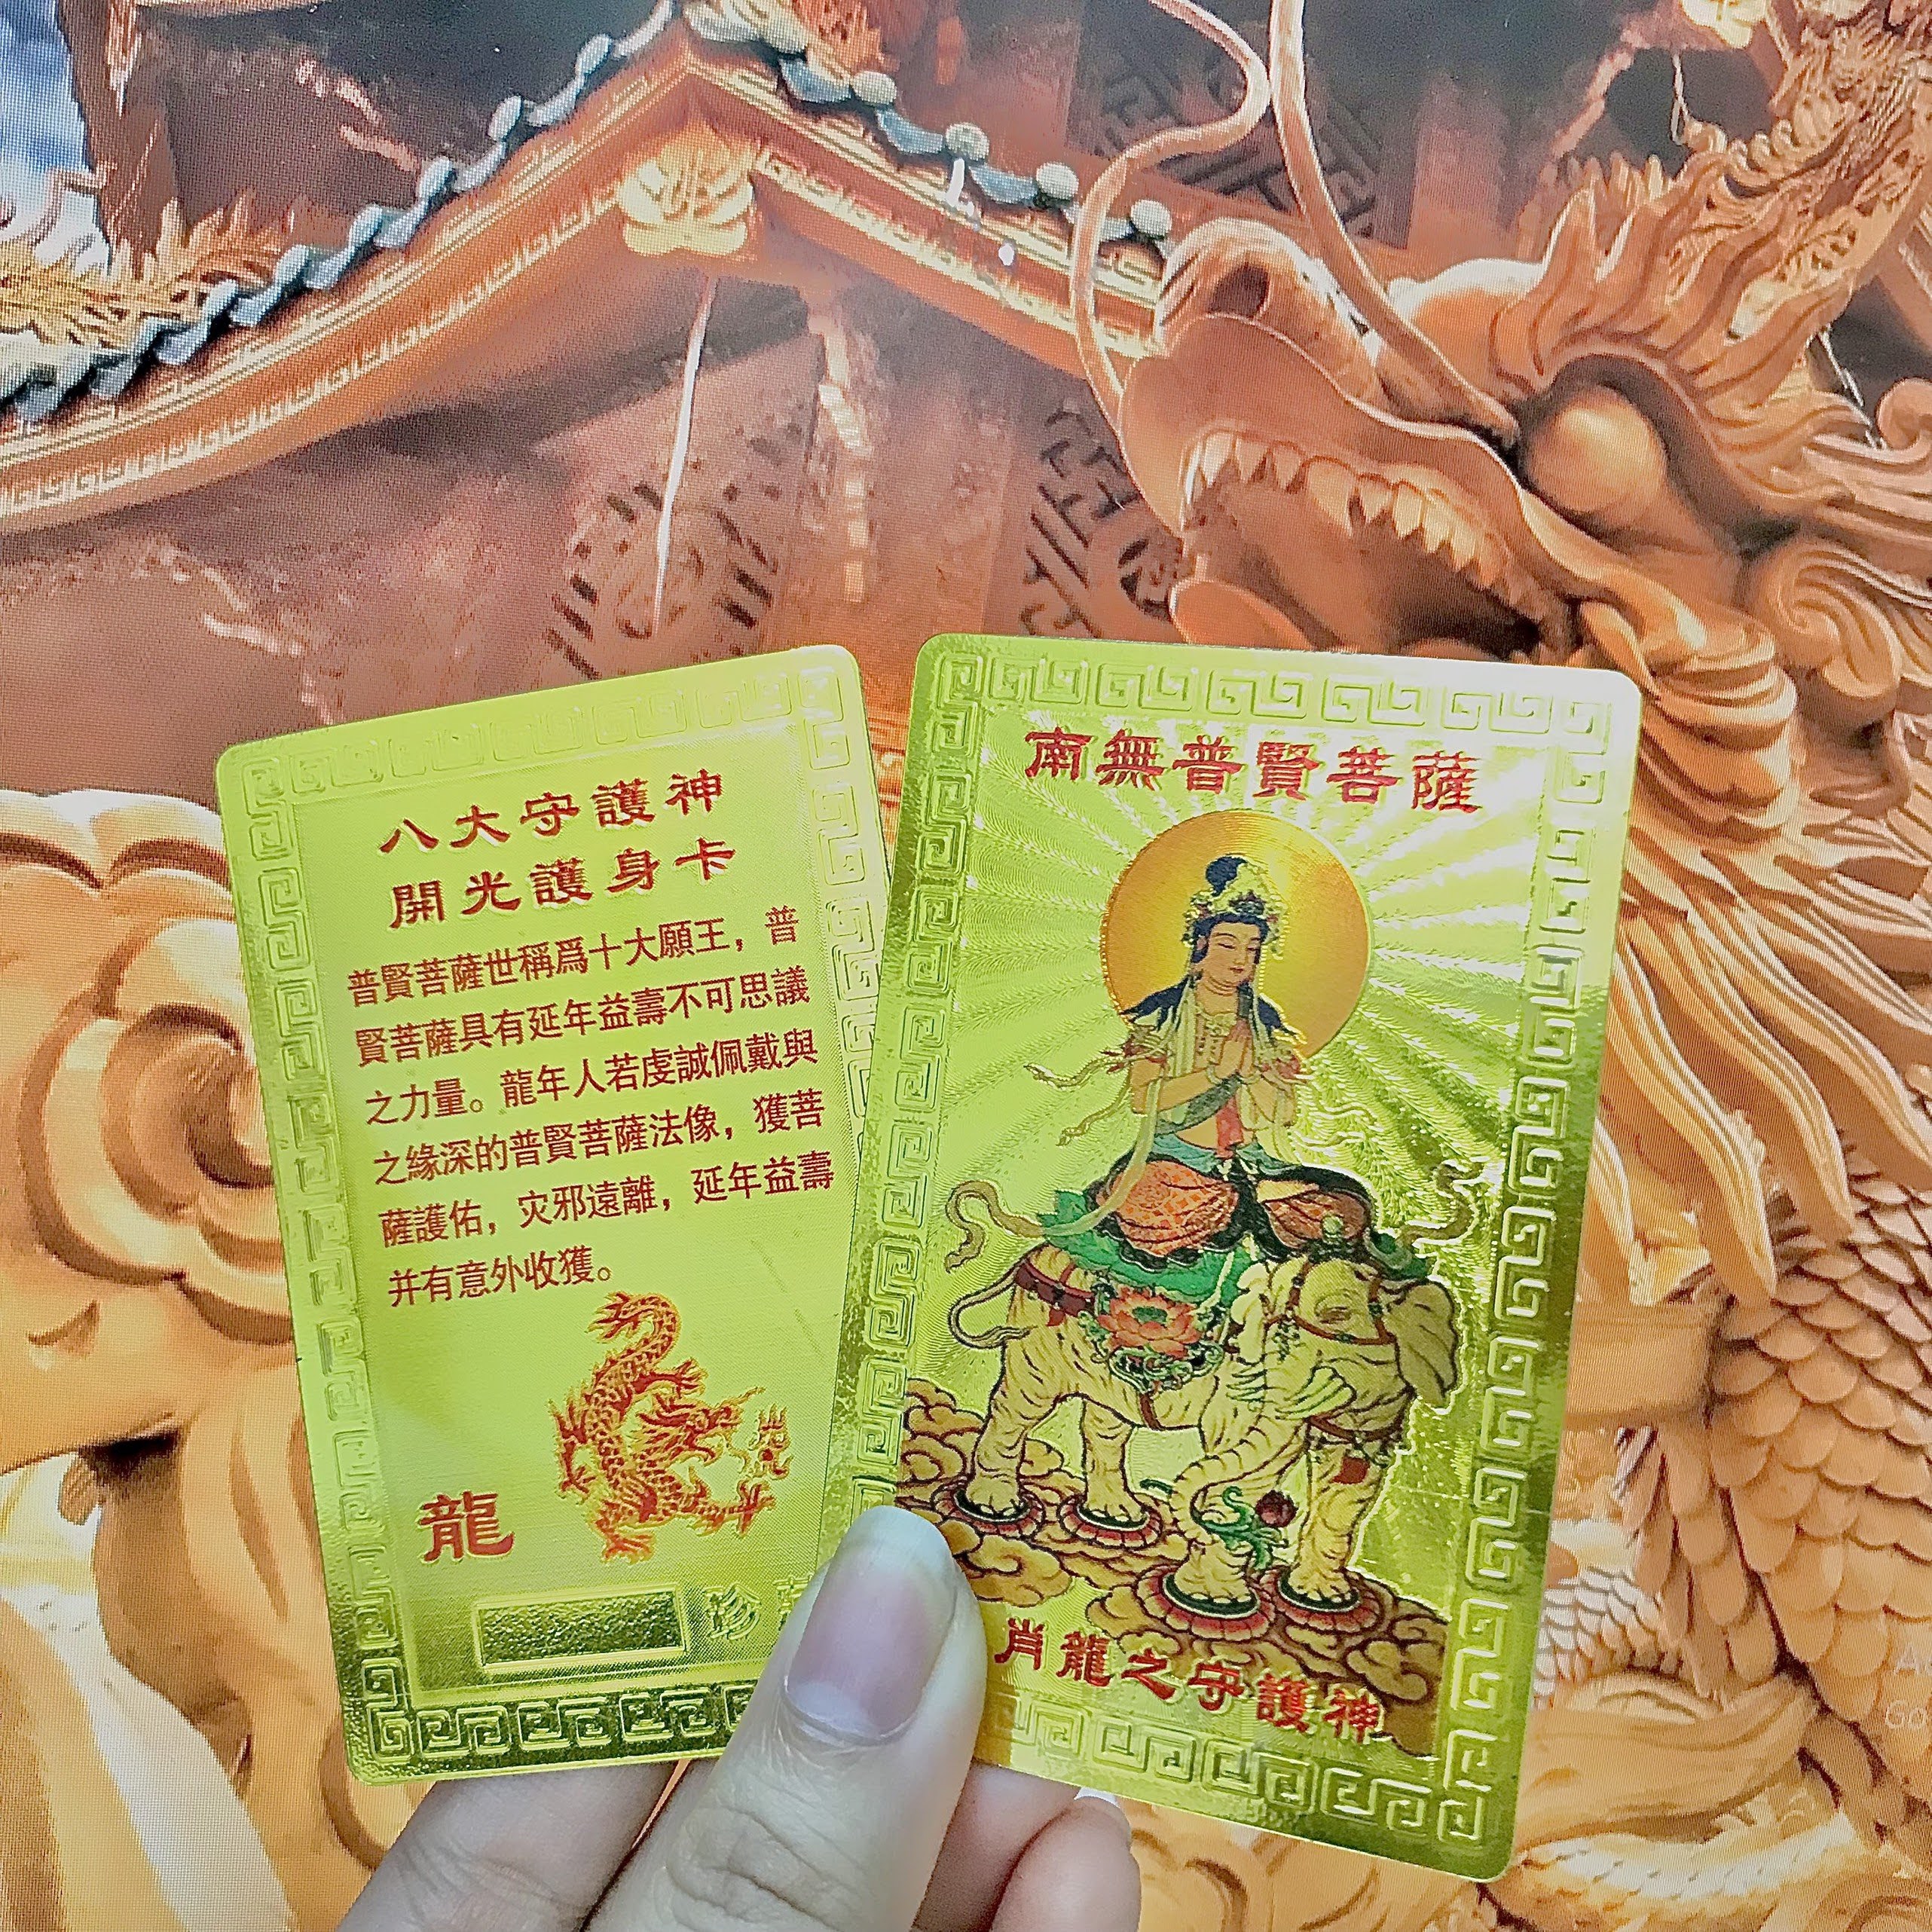 八大守護神
開光護身卡
普賢菩薩世稱爲十大願王，普
賢菩薩具有延年益壽不可思議
之力量。龍年人若虔誠佩戴與
之緣深的普賢菩薩法像，獲菩
薩護佑，灾邪遠離，延年益壽
并有意外收獲。
龍
珍
南無普賢菩薩
肖龍之守護神